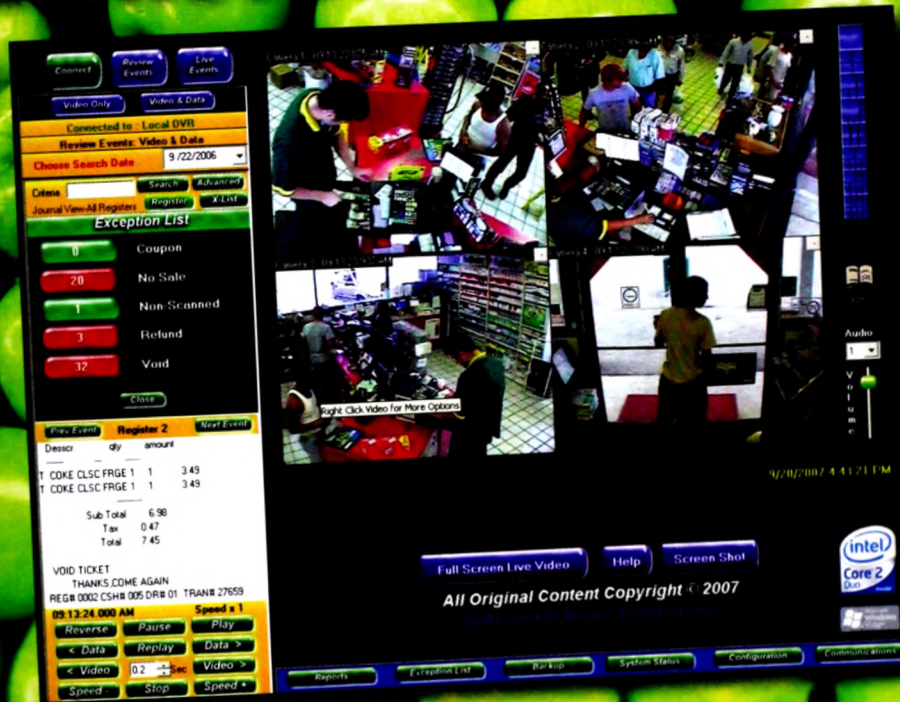 Connect
Review Events
Live Events
Video Only
Video & Data
Connected to : Local DVR
Review Events: Video & Data
Choose Search Date
9 /22/2006
Criteria
Search
Advanced
Journal View-All Registers
Register
X-List
Exception List
0 Coupon
20 No Sale
1 Non-Scanned
3 Refund
32 Void
Close
Prev Event
Register 2
Next Event
Descr qty amount
T COKE CLSC FRGE 1 1 3.49
T COKE CLSC FRGE 1 1 3.49
Sub Total 6.98
Tax 0.47
Total 7.45
VOID TICKET
THANKS,COME AGAIN
REG# 0002 CSH# 005 DR# 01 TRAN# 27659
09:13:24.000 AM
Speed x 1
Reverse
Pause
Play
< Data
Replay
Data >
< Video
0.2
Sec
Video >
Speed -
Stop
Speed +
Right Click Video for More Options
Audio
1
Volume
9/20/2007 4:43:21 PM
Full Screen Live Video
Help
Screen Shot
All Original Content Copyright © 2007
intel
Core 2
Duo
Windows
Reports
Exception List
Backup
System Status
Configuration
Communications